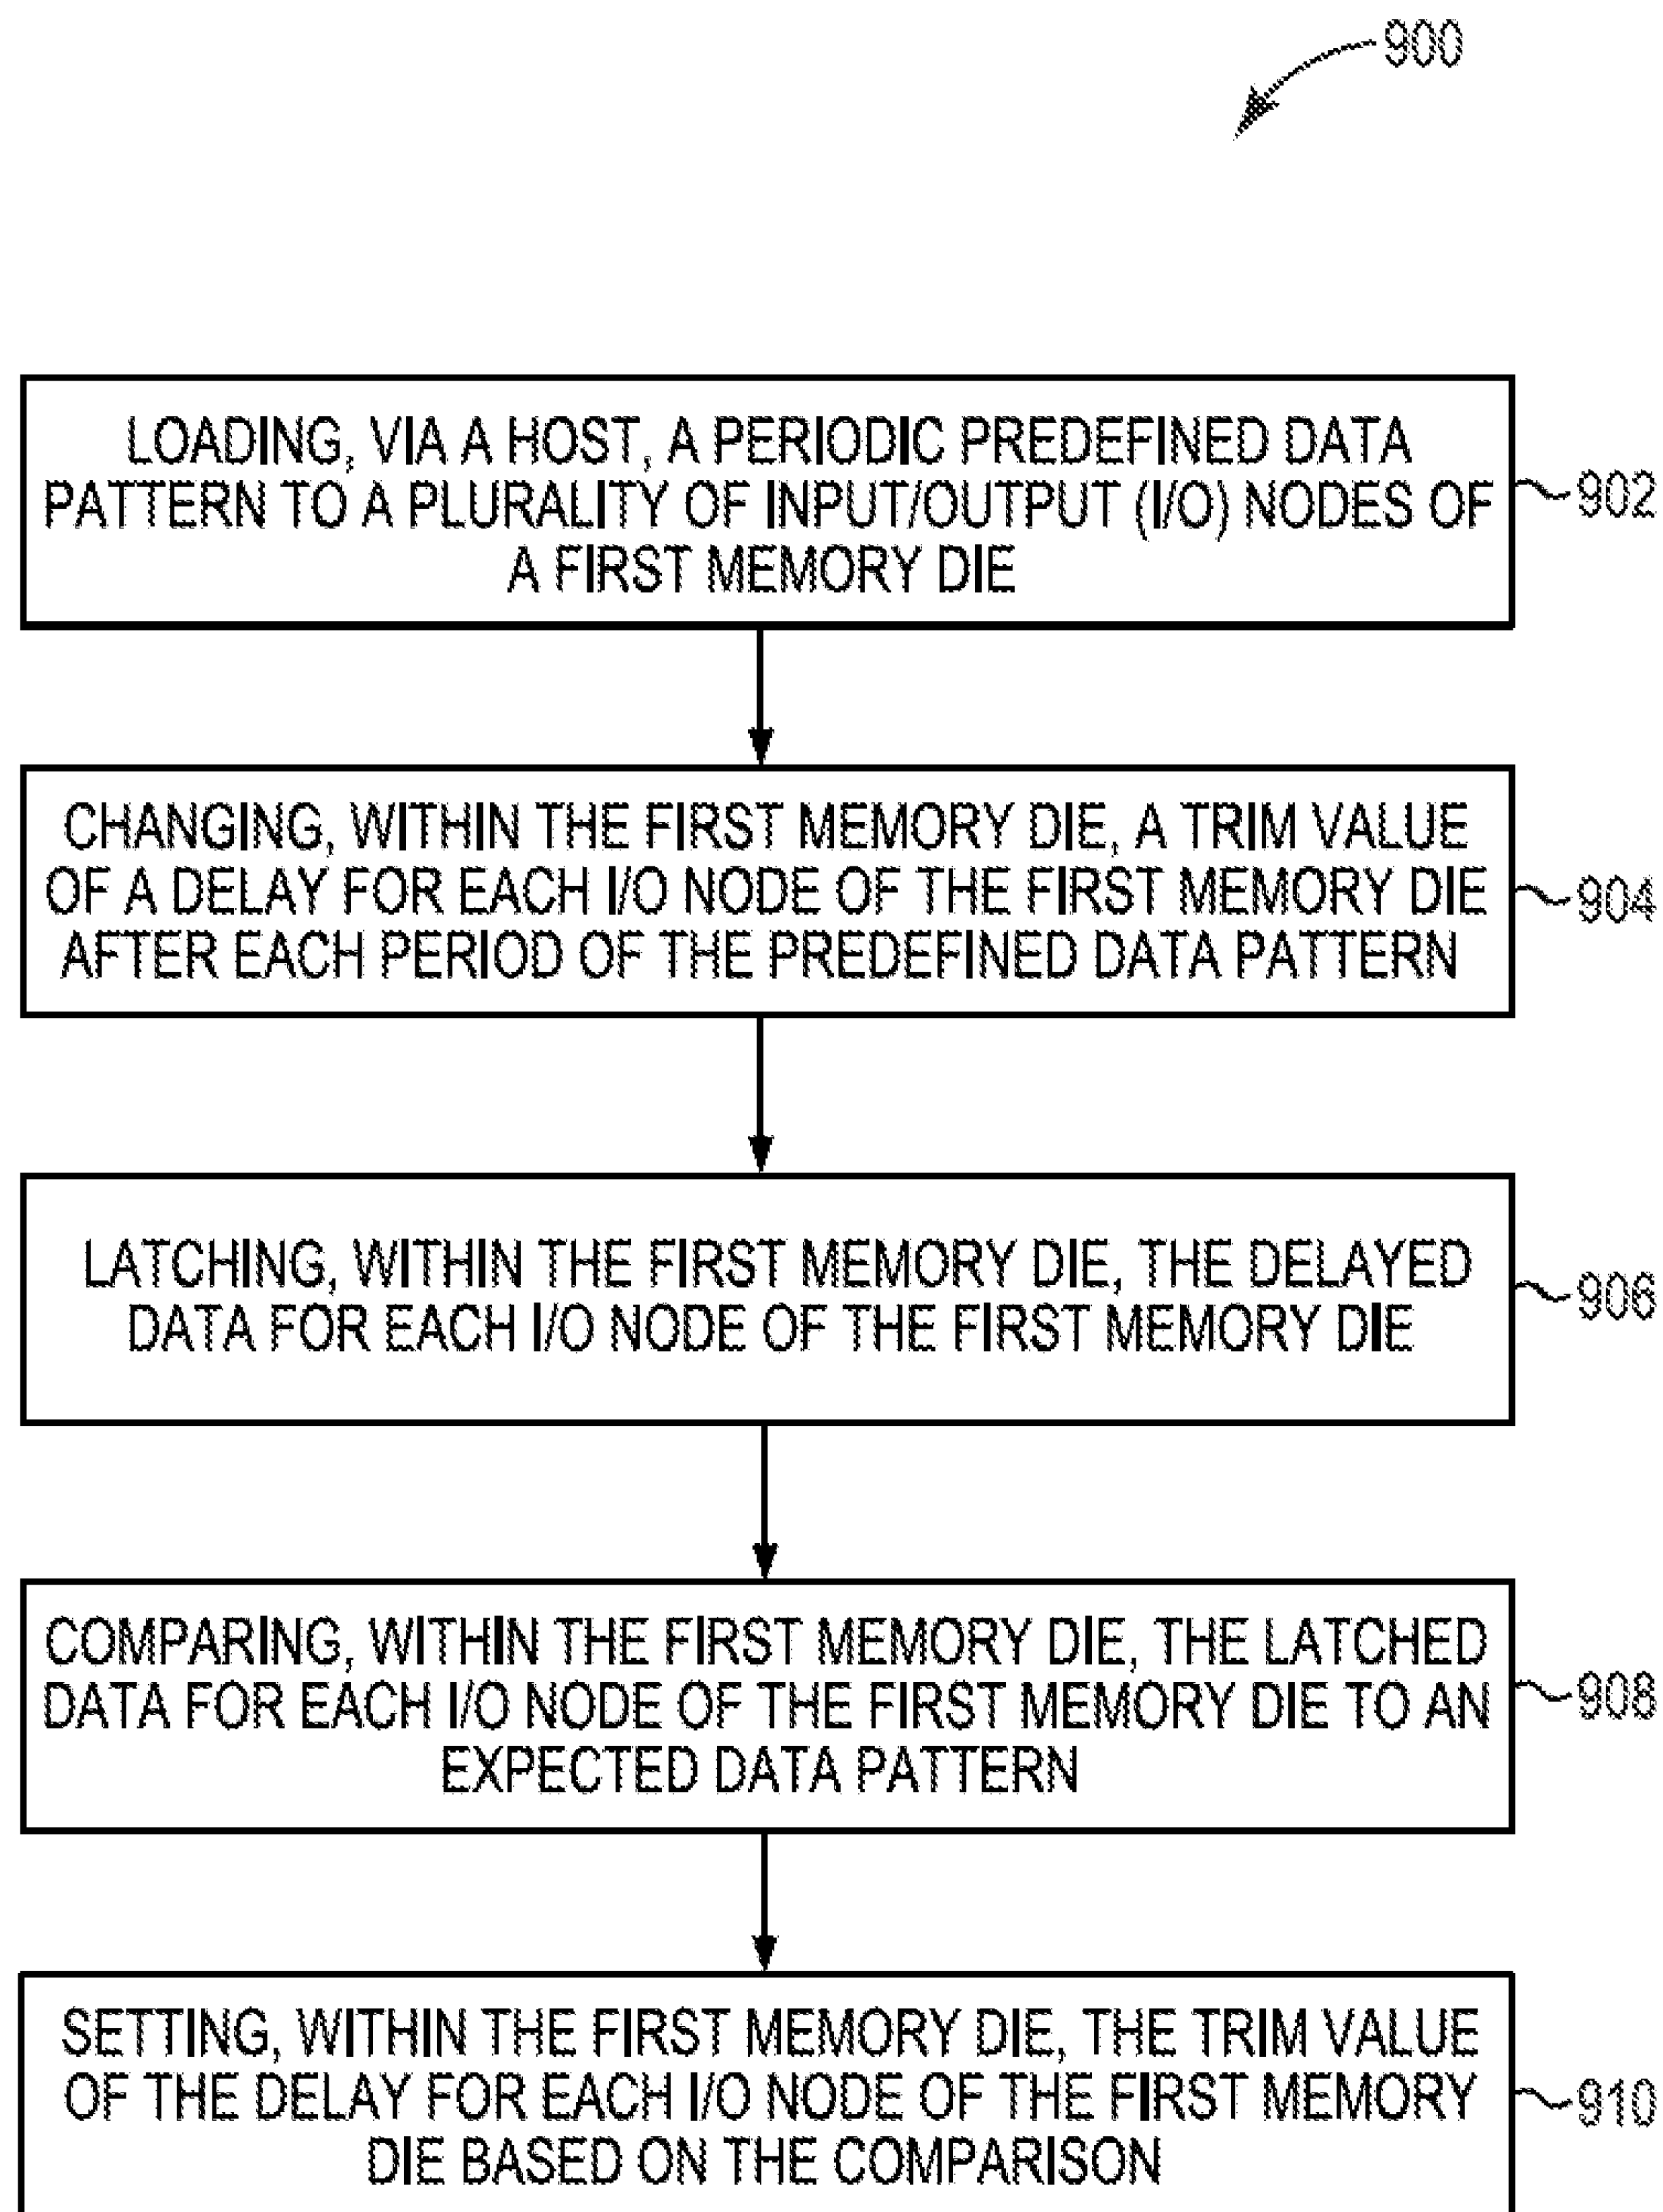 900
LOADING, VIA A HOST, A PERIODIC PREDEFINED DATA
PATTERN TO A PLURALITY OF INPUT/OUTPUT (I/O) NODES OF
A FIRST MEMORY DIE
902
CHANGING, WITHIN THE FIRST MEMORY DIE, A TRIM VALUE
OF A DELAY FOR EACH I/O NODE OF THE FIRST MEMORY DIE
AFTER EACH PERIOD OF THE PREDEFINED DATA PATTERN
904
LATCHING, WITHIN THE FIRST MEMORY DIE, THE DELAYED
DATA FOR EACH I/O NODE OF THE FIRST MEMORY DIE
906
COMPARING, WITHIN THE FIRST MEMORY DIE, THE LATCHED
DATA FOR EACH I/O NODE OF THE FIRST MEMORY DIE TO AN
EXPECTED DATA PATTERN
908
SETTING, WITHIN THE FIRST MEMORY DIE, THE TRIM VALUE
OF THE DELAY FOR EACH I/O NODE OF THE FIRST MEMORY
DIE BASED ON THE COMPARISON
910